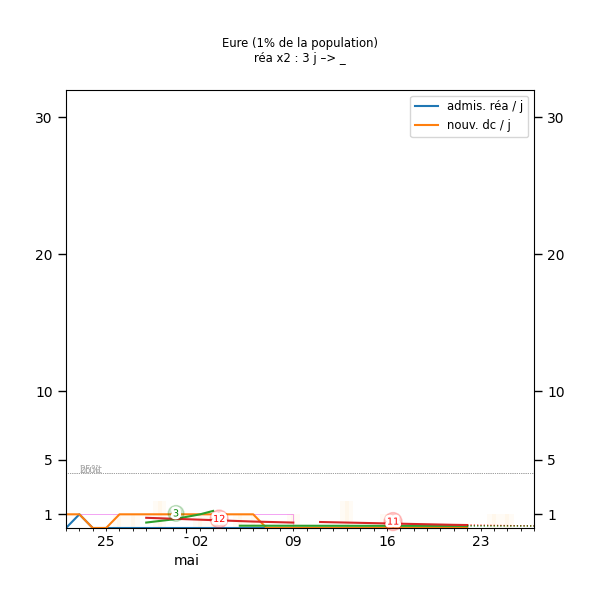 Eure (1% de la population)
réa x2 : 3 j –> _
admis. réa / j
nouv. dc / j
30 30
20 20
10 10
5 5
1 1
3
12
11
25 - 02 09 16 23
mai